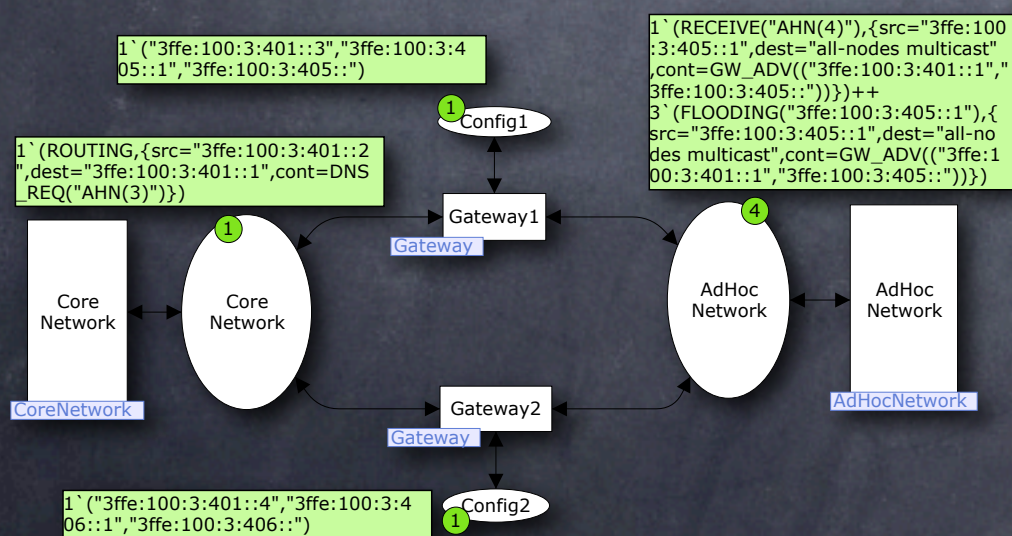 1`("3ffe:100:3:401::3","3ffe:100:3:4
05::1","3ffe:100:3:405::")
1
Config1
1`(RECEIVE("AHN(4)"),{src="3ffe:100
:3:405::1",dest="all-nodes multicast"
,cont=GW_ADV(("3ffe:100:3:401::1","
3ffe:100:3:405::"))})++
3`(FLOODING("3ffe:100:3:405::1"),{
src="3ffe:100:3:405::1",dest="all-no
des multicast",cont=GW_ADV(("3ffe:1
00:3:401::1","3ffe:100:3:405::"))})
1`(ROUTING,{src="3ffe:100:3:401::2
",dest="3ffe:100:3:401::1",cont=DNS
_REQ("AHN(3)")})
1
Gateway1
Gateway
4
Core
Network
CoreNetwork
Core
Network
AdHoc
Network
AdHoc
Network
AdHocNetwork
Gateway2
Gateway
1`("3ffe:100:3:401::4","3ffe:100:3:4
06::1","3ffe:100:3:406::")
Config2
1